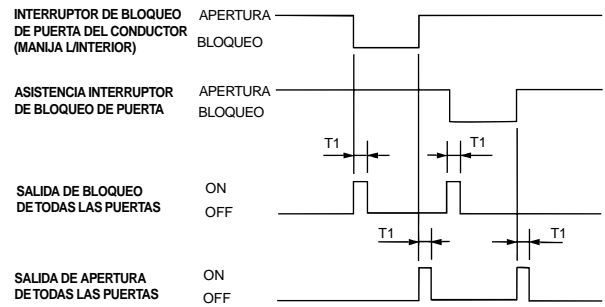 INTERRUPTOR DE BLOQUEO APERTURA
DE PUERTA DEL CONDUCTOR
(MANIJA L/INTERIOR) BLOQUEO
ASISTENCIA INTERRUPTOR APERTURA
DE BLOQUEO DE PUERTA BLOQUEO
T1 T1
SALIDA DE BLOQUEO ON
DE TODAS LAS PUERTAS OFF
T1 T1
SALIDA DE APERTURA ON
DE TODAS LAS PUERTAS OFF